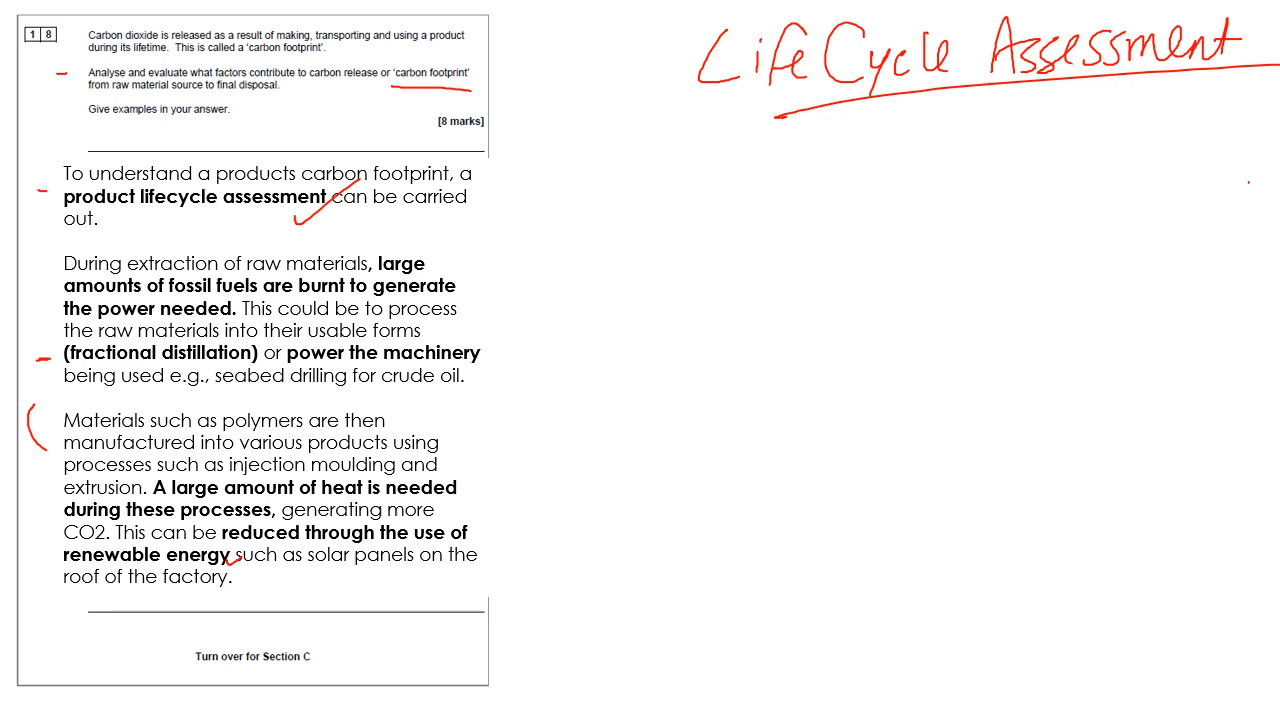 1 8
Carbon dioxide is released as a result of making, transporting and using a product
during its lifetime. This is called a 'carbon footprint'.
Analyse and evaluate what factors contribute to carbon release or 'carbon footprint'
from raw material source to final disposal.
Give examples in your answer.
[8 marks]
To understand a products carbon footprint, a
product lifecycle assessment can be carried
out.
During extraction of raw materials, large
amounts of fossil fuels are burnt to generate
the power needed. This could be to process
the raw materials into their usable forms
(fractional distillation) or power the machinery
being used e.g., seabed drilling for crude oil.
Materials such as polymers are then
manufactured into various products using
processes such as injection moulding and
extrusion. A large amount of heat is needed
during these processes, generating more
CO2. This can be reduced through the use of
renewable energy such as solar panels on the
roof of the factory.
Turn over for Section C
Life Cycle Assessment